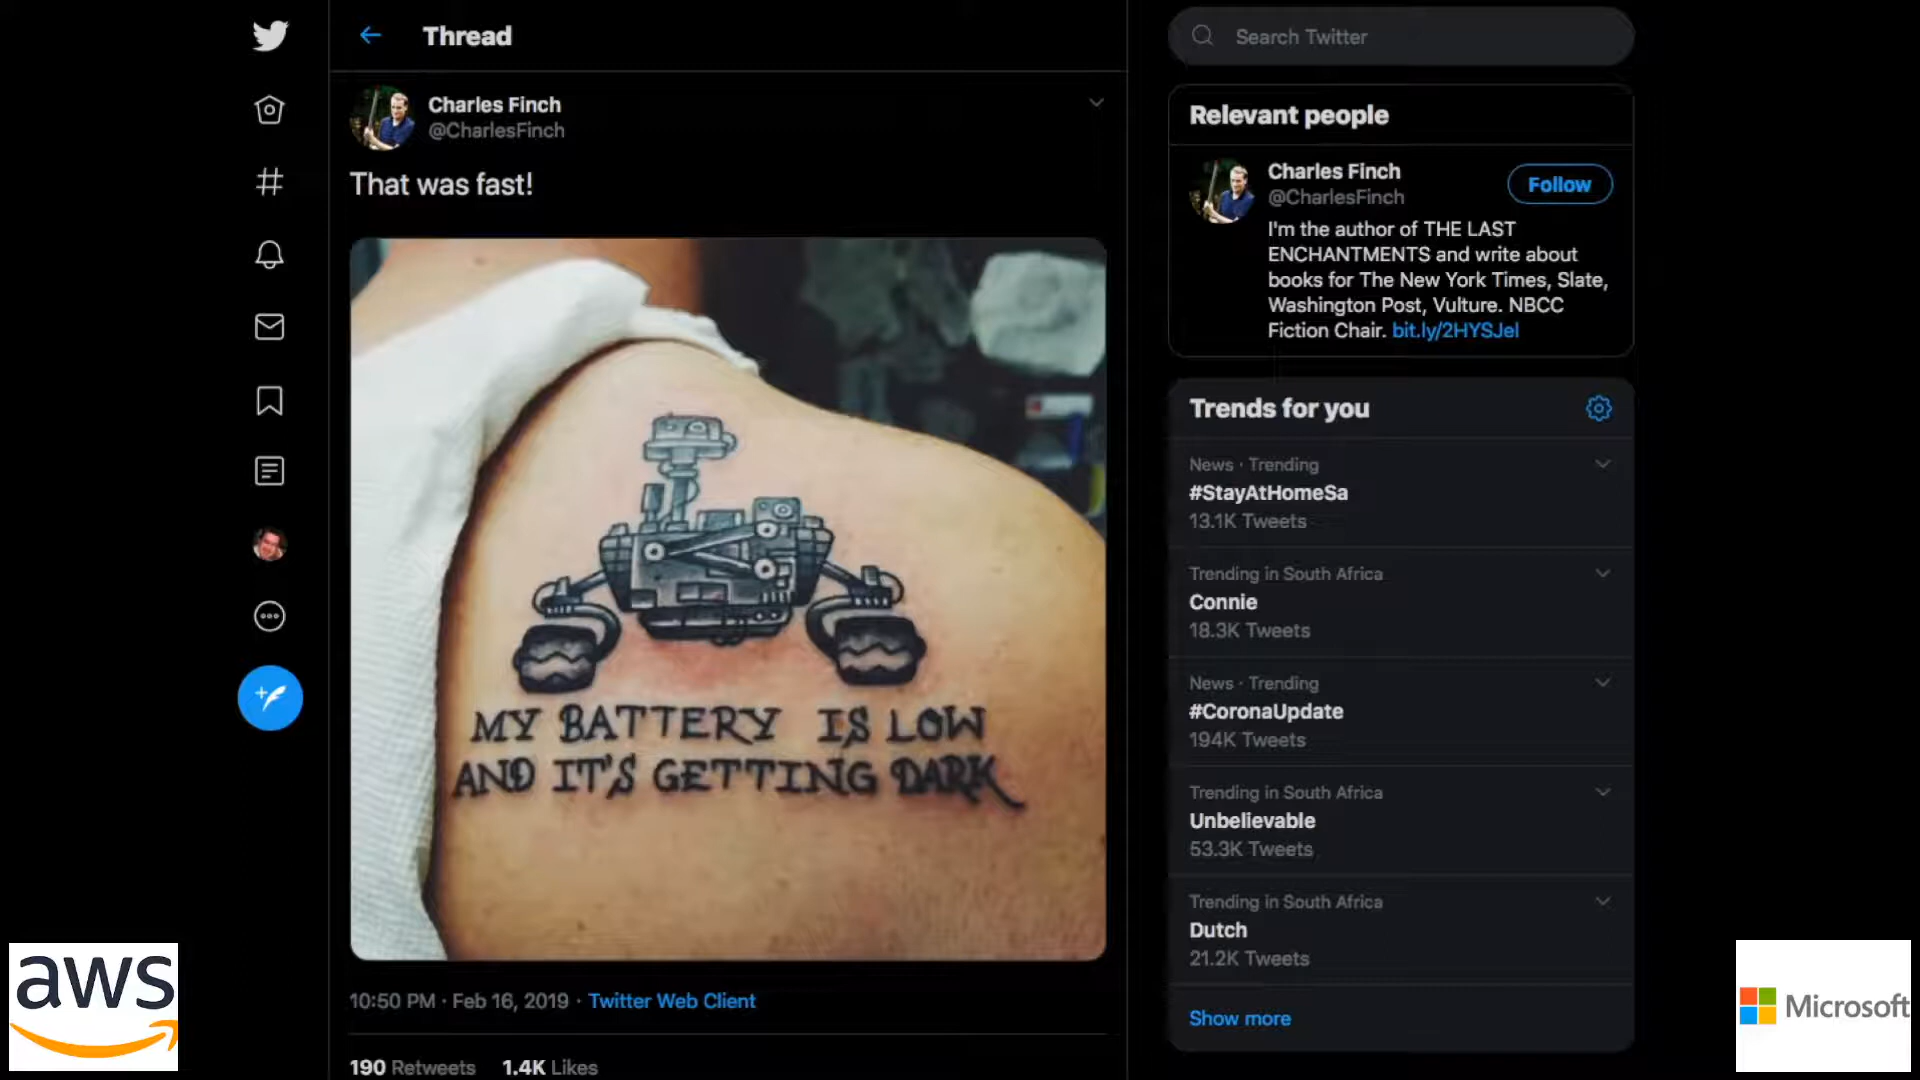 Thread
Charles Finch
@CharlesFinch
That was fast!
MY BATTERY IS LOW
AND IT'S GETTING DARK
10:50 PM · Feb 16, 2019 · Twitter Web Client
190 Retweets 1.4K Likes
Search Twitter
Relevant people
Charles Finch
@CharlesFinch
Follow
I'm the author of THE LAST
ENCHANTMENTS and write about
books for The New York Times, Slate,
Washington Post, Vulture. NBCC
Fiction Chair. bit.ly/2HYSJel
Trends for you
News · Trending
#StayAtHomeSa
13.1K Tweets
Trending in South Africa
Connie
18.3K Tweets
News · Trending
#CoronaUpdate
194K Tweets
Trending in South Africa
Unbelievable
53.3K Tweets
Trending in South Africa
Dutch
21.2K Tweets
Show more
aws
Microsoft